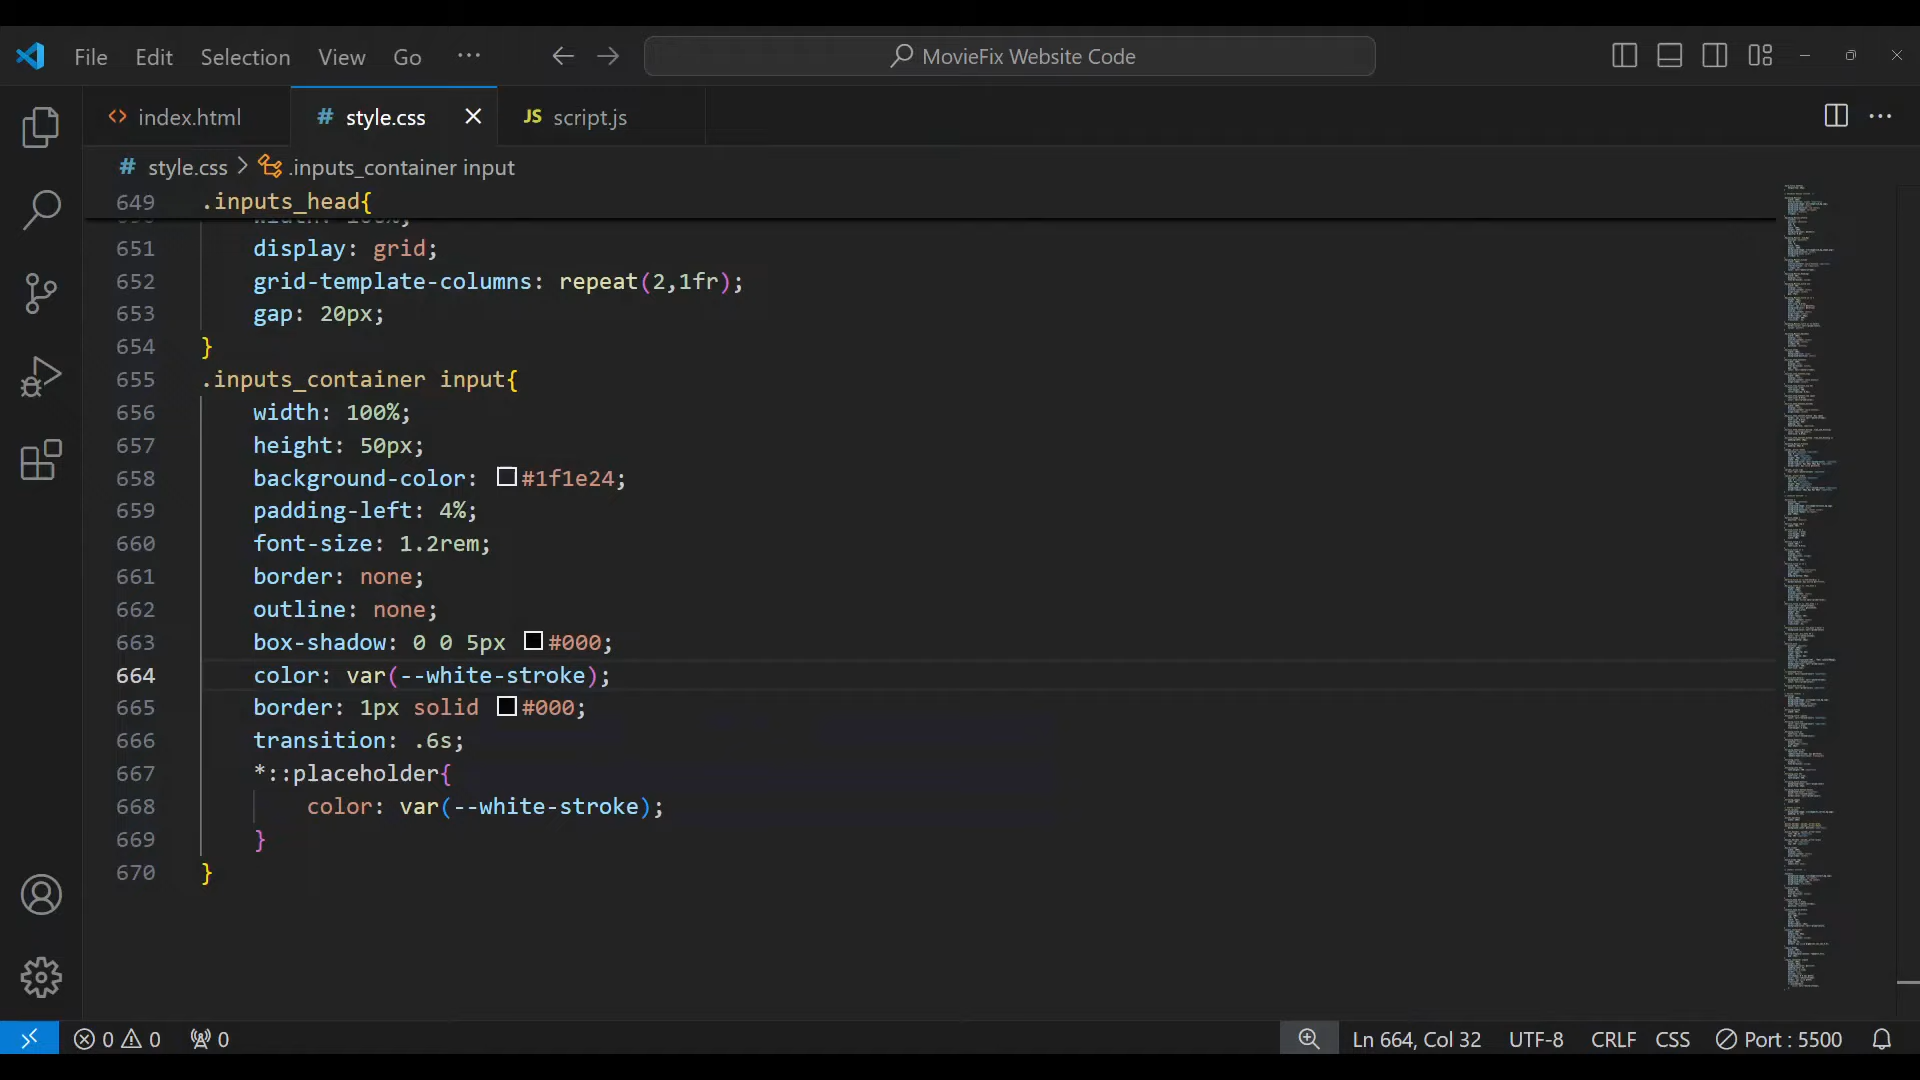 File Edit Selection View Go ··· MovieFix Website Code
index.html # style.css JS script.js
# style.css > .inputs_container input
649 .inputs_head{
651 display: grid;
652 grid-template-columns: repeat(2,1fr);
653 gap: 20px;
654 }
655 .inputs_container input{
656 width: 100%;
657 height: 50px;
658 background-color: #1f1e24;
659 padding-left: 4%;
660 font-size: 1.2rem;
661 border: none;
662 outline: none;
663 box-shadow: 0 0 5px #000;
664 color: var(--white-stroke);
665 border: 1px solid #000;
666 transition: .6s;
667 *::placeholder{
668 color: var(--white-stroke);
669 }
670 }
0 0 0 Ln 664, Col 32 UTF-8 CRLF CSS Port : 5500